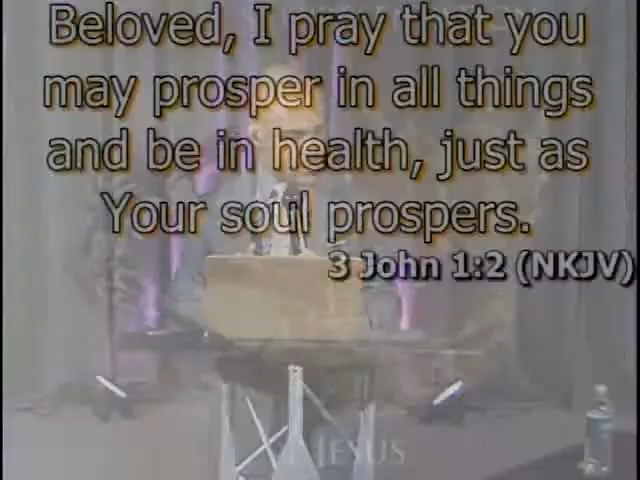 Beloved, I pray that you
may prosper in all things
and be in health, just as
Your soul prospers.
3 John 1:2 (NKJV)
JESUS